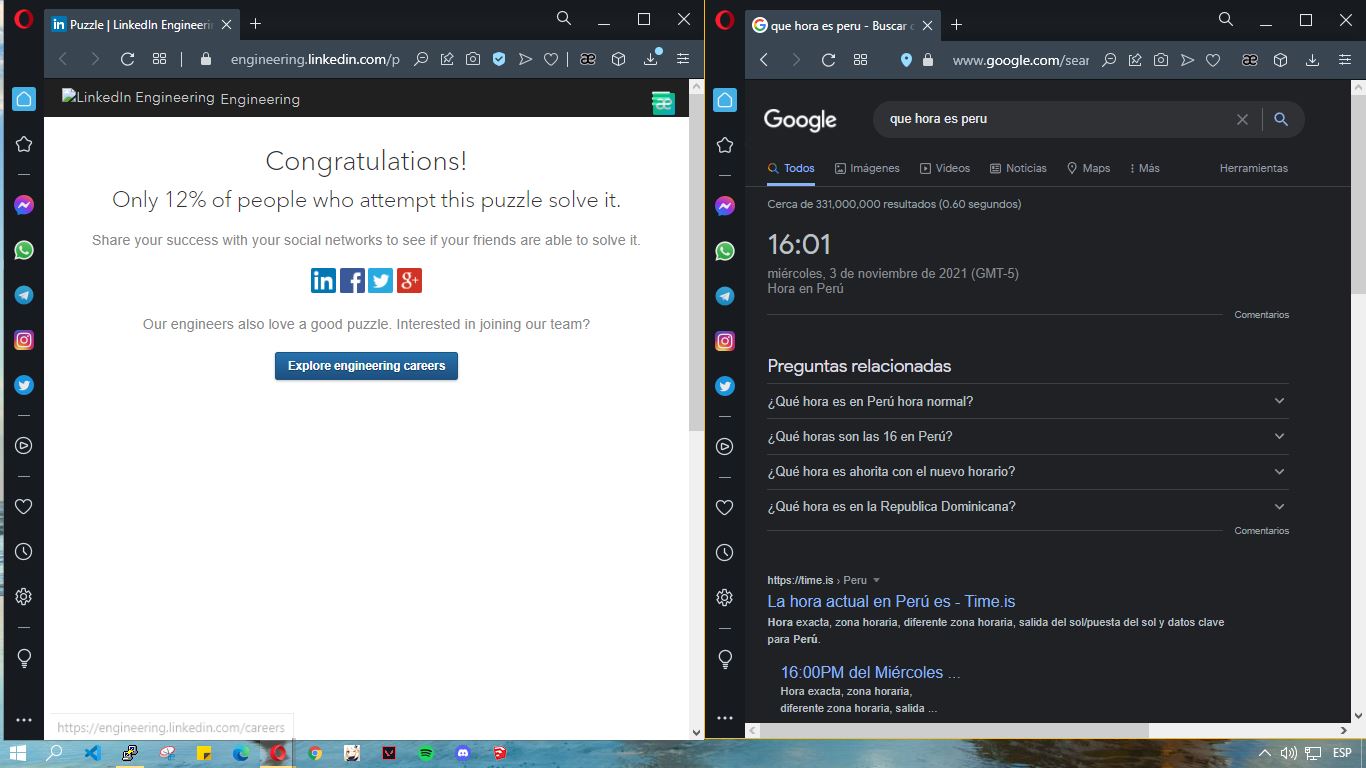 Puzzle | LinkedIn Engineeri
engineering.linkedin.com/p
LinkedIn Engineering Engineering
Congratulations!
Only 12% of people who attempt this puzzle solve it.
Share your success with your social networks to see if your friends are able to solve it.
Our engineers also love a good puzzle. Interested in joining our team?
Explore engineering careers
https://engineering.linkedin.com/careers
que hora es peru - Buscar c
www.google.com/sear
Google
que hora es peru
Todos Imágenes Videos Noticias Maps Más Herramientas
Cerca de 331,000,000 resultados (0.60 segundos)
16:01
miércoles, 3 de noviembre de 2021 (GMT-5)
Hora en Perú
Comentarios
Preguntas relacionadas
¿Qué hora es en Perú hora normal?
¿Qué horas son las 16 en Perú?
¿Qué hora es ahorita con el nuevo horario?
¿Qué hora es en la Republica Dominicana?
Comentarios
https://time.is › Peru
La hora actual en Perú es - Time.is
Hora exacta, zona horaria, diferente zona horaria, salida del sol/puesta del sol y datos clave
para Perú.
16:00PM del Miércoles ...
Hora exacta, zona horaria,
diferente zona horaria, salida ...
ESP